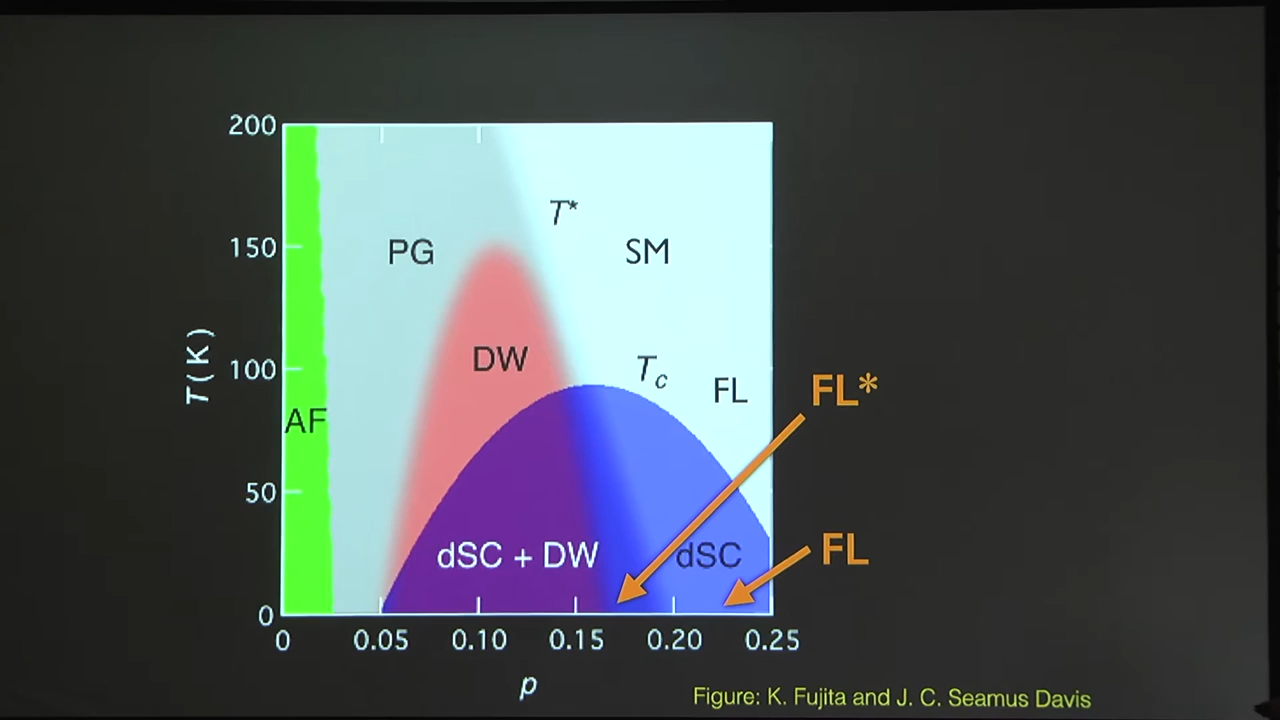 200
150
100
50
0
T(K)
AF
PG
T*
SM
DW
Tc
FL
FL*
dSC + DW
dSC
FL
0 0.05 0.10 0.15 0.20 0.25
p
Figure: K. Fujita and J. C. Seamus Davis